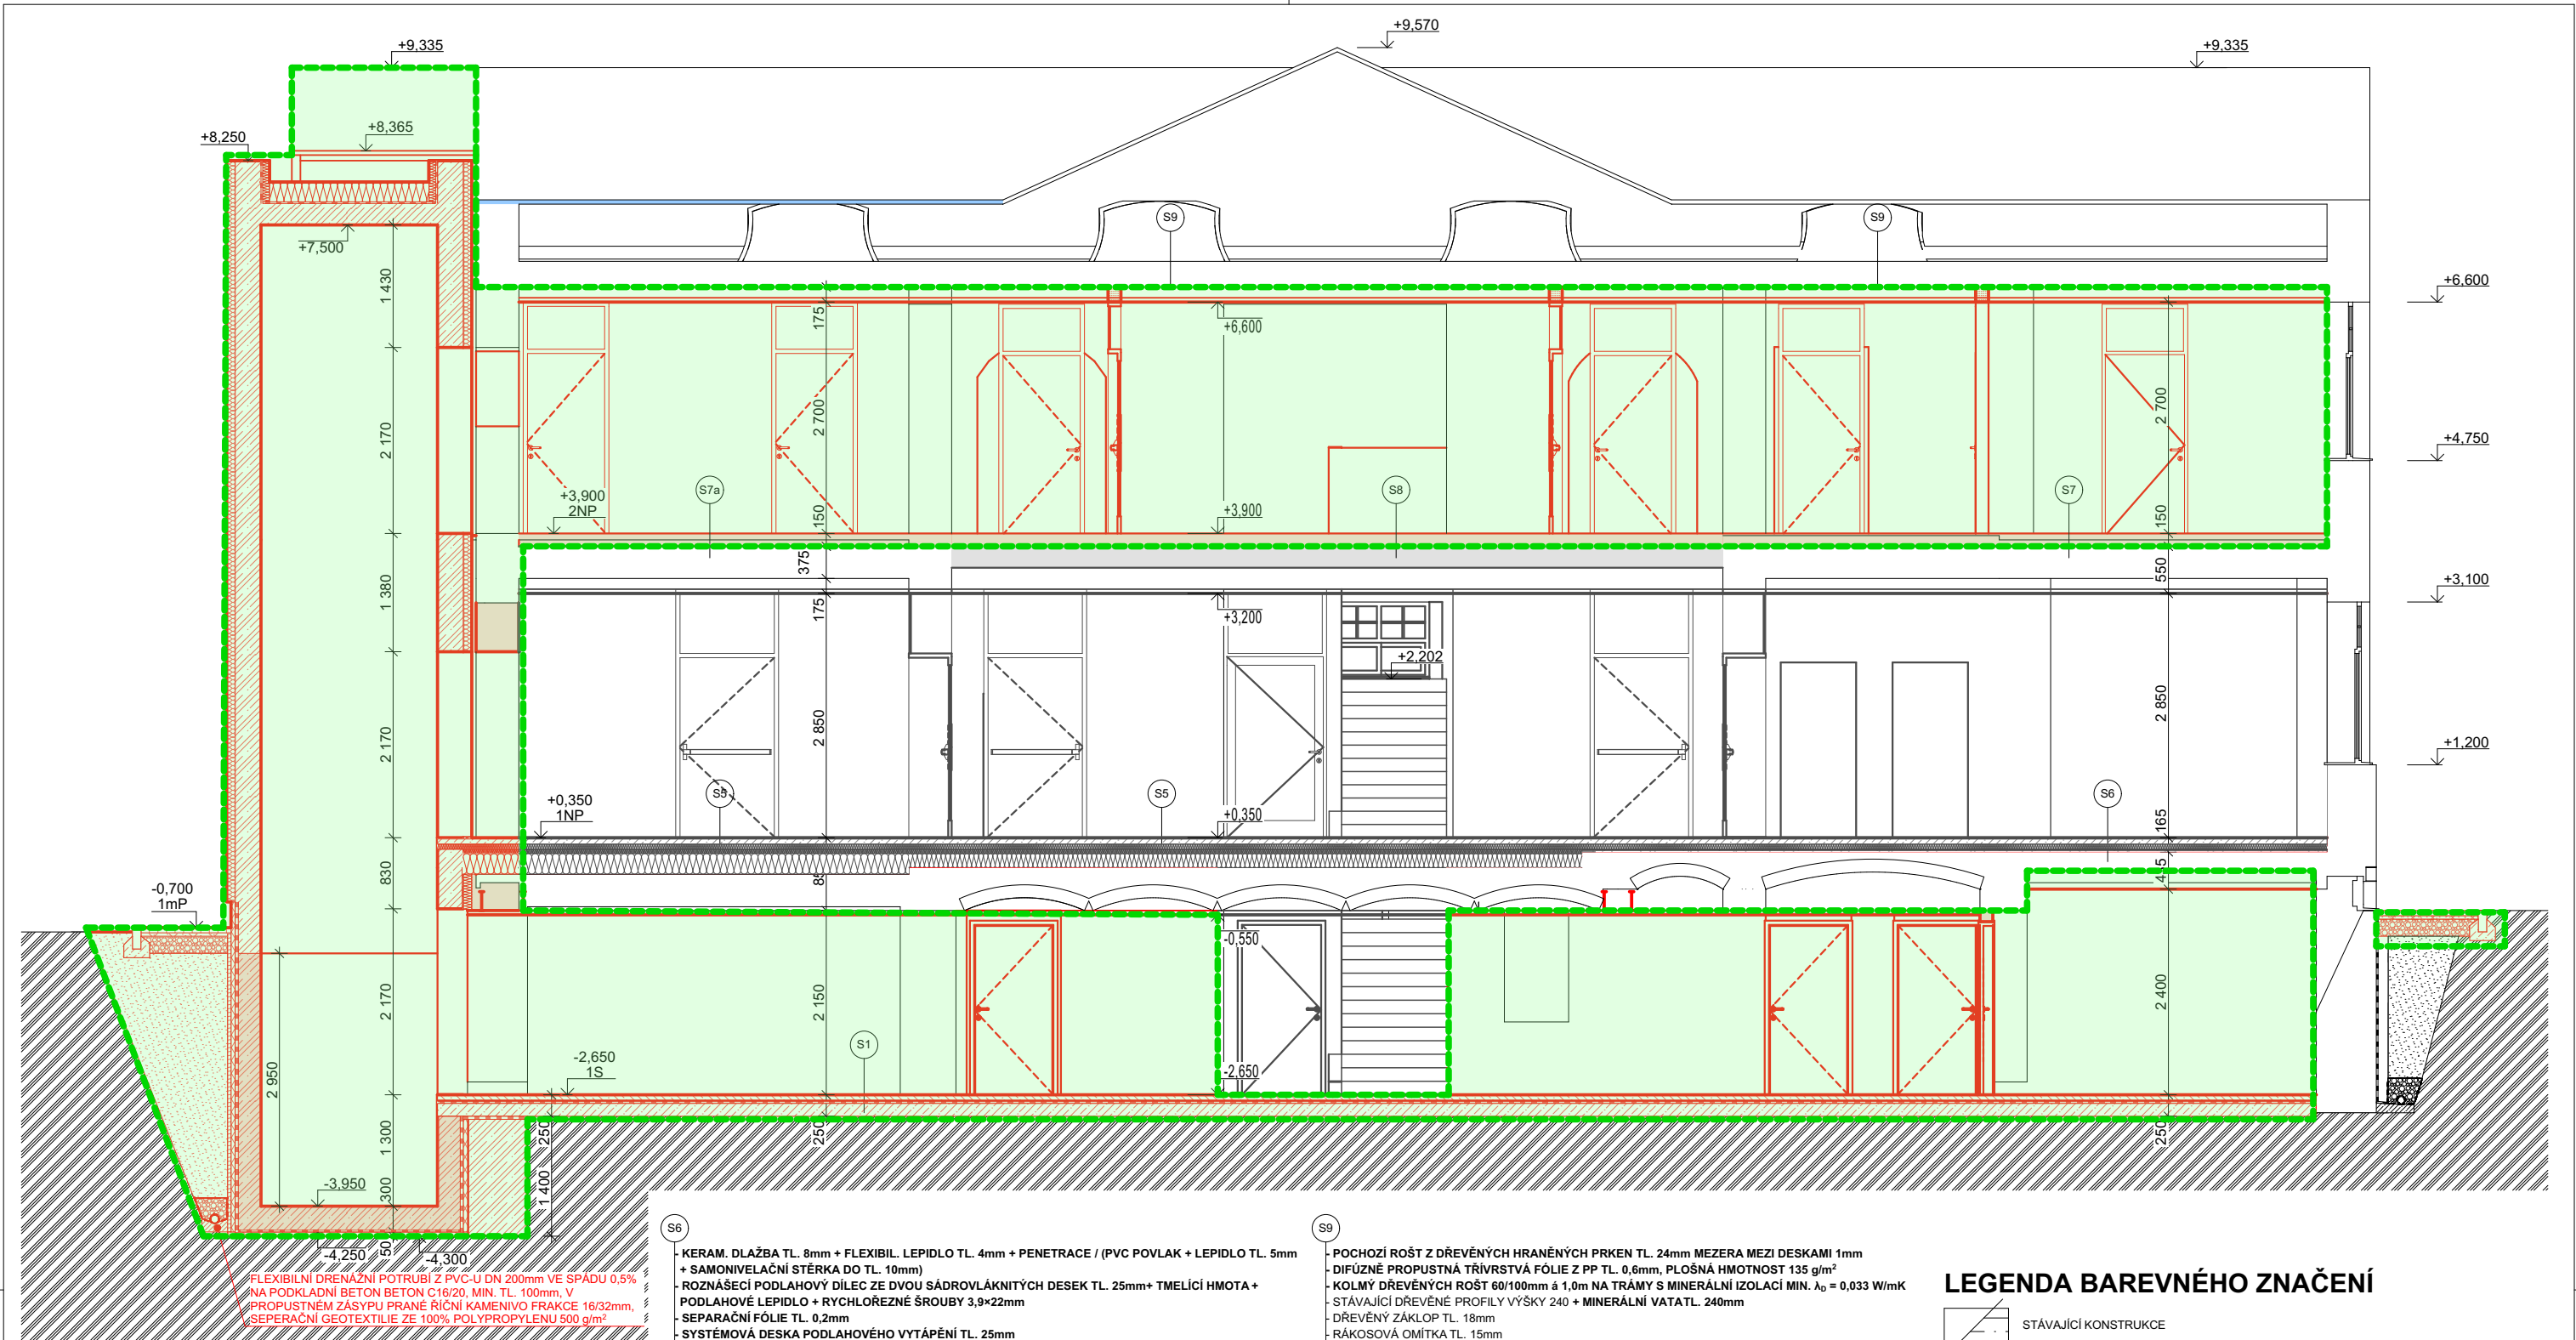 +9,570
+9,335
+9,335
+8,365
+8,250
+7,500
S9
S9
+6,600
1 430
175
+6,600
2 170
2 700
2 700
+4,750
S7a
S8
S7
+3,900
2NP
150
+3,900
150
375
550
1 380
175
+3,100
+3,200
+2,202
2 170
2 850
2 850
+1,200
S5
S5
S6
+0,350
1NP
+0,350
165
830
-0,700
1mP
-0,550
2 170
2 150
2 400
S1
-2,650
1S
-2,650
2 950
1 300
250
250
250
-3,950
300
1 400
-4,250
50
-4,300
FLEXIBILNÍ DRENÁŽNÍ POTRUBÍ Z PVC-U DN 200mm VE SPÁDU 0,5%
NA PODKLADNÍ BETON BETON C16/20, MIN. TL. 100mm, V
PROPUSTNÉM ZÁSYPU PRANÉ ŘÍČNÍ KAMENIVO FRAKCE 16/32mm,
SEPERAČNÍ GEOTEXTILIE ZE 100% POLYPROPYLENU 500 g/m²
S6
- KERAM. DLAŽBA TL. 8mm + FLEXIBIL. LEPIDLO TL. 4mm + PENETRACE / (PVC POVLAK + LEPIDLO TL. 5mm
+ SAMONIVELAČNÍ STĚRKA DO TL. 10mm)
- ROZNÁŠECÍ PODLAHOVÝ DÍLEC ZE DVOU SÁDROVLÁKNITÝCH DESEK TL. 25mm+ TMELÍCÍ HMOTA +
PODLAHOVÉ LEPIDLO + RYCHLOŘEZNÉ ŠROUBY 3,9×22mm
- SEPARAČNÍ FÓLIE TL. 0,2mm
- SYSTÉMOVÁ DESKA PODLAHOVÉHO VYTÁPĚNÍ TL. 25mm
S9
- POCHOZÍ ROŠT Z DŘEVĚNÝCH HRANĚNÝCH PRKEN TL. 24mm MEZERA MEZI DESKAMI 1mm
- DIFÚZNĚ PROPUSTNÁ TŘÍVRSTVÁ FÓLIE Z PP TL. 0,6mm, PLOŠNÁ HMOTNOST 135 g/m²
- KOLMÝ DŘEVĚNÝCH ROŠT 60/100mm á 1,0m NA TRÁMY S MINERÁLNÍ IZOLACÍ MIN. λD = 0,033 W/mK
- STÁVAJÍCÍ DŘEVĚNÉ PROFILY VÝŠKY 240 + MINERÁLNÍ VATATL. 240mm
- DŘEVĚNÝ ZÁKLOP TL. 18mm
- RÁKOSOVÁ OMÍTKA TL. 15mm
LEGENDA BAREVNÉHO ZNAČENÍ
STÁVAJÍCÍ KONSTRUKCE